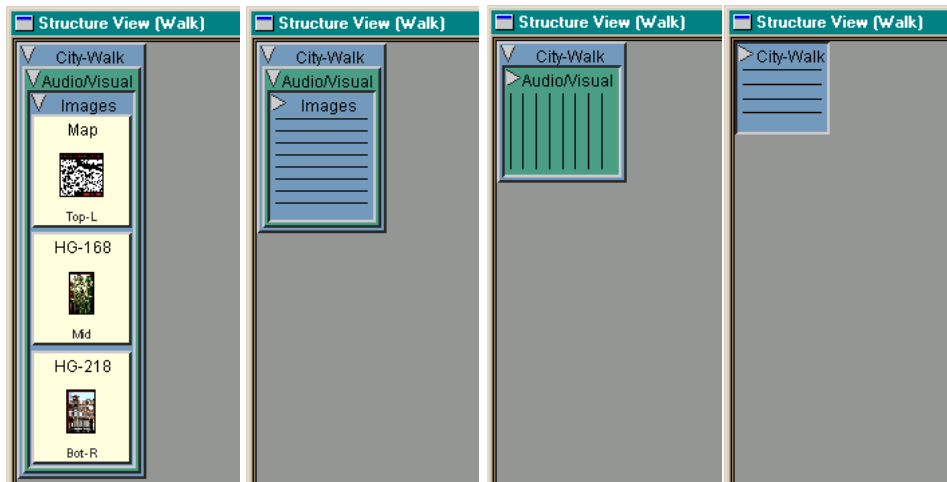 Structure View (Walk)
City-Walk
Audio/Visual
Images
Map
Top-L
HG-168
Mid
HG-218
Bot-R
Structure View (Walk)
City-Walk
Audio/Visual
Images
Structure View (Walk)
City-Walk
Audio/Visual
Structure View (Walk)
City-Walk